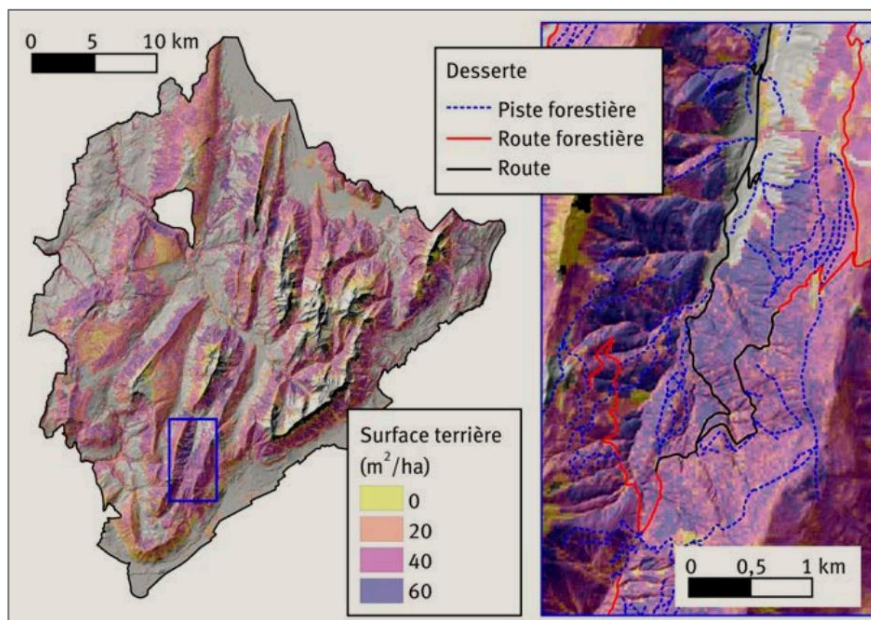 0 5 10 km
Desserte
Piste forestière
Route forestière
Route
Surface terrière
(m²/ha)
0
20
40
60
0 0,5 1 km